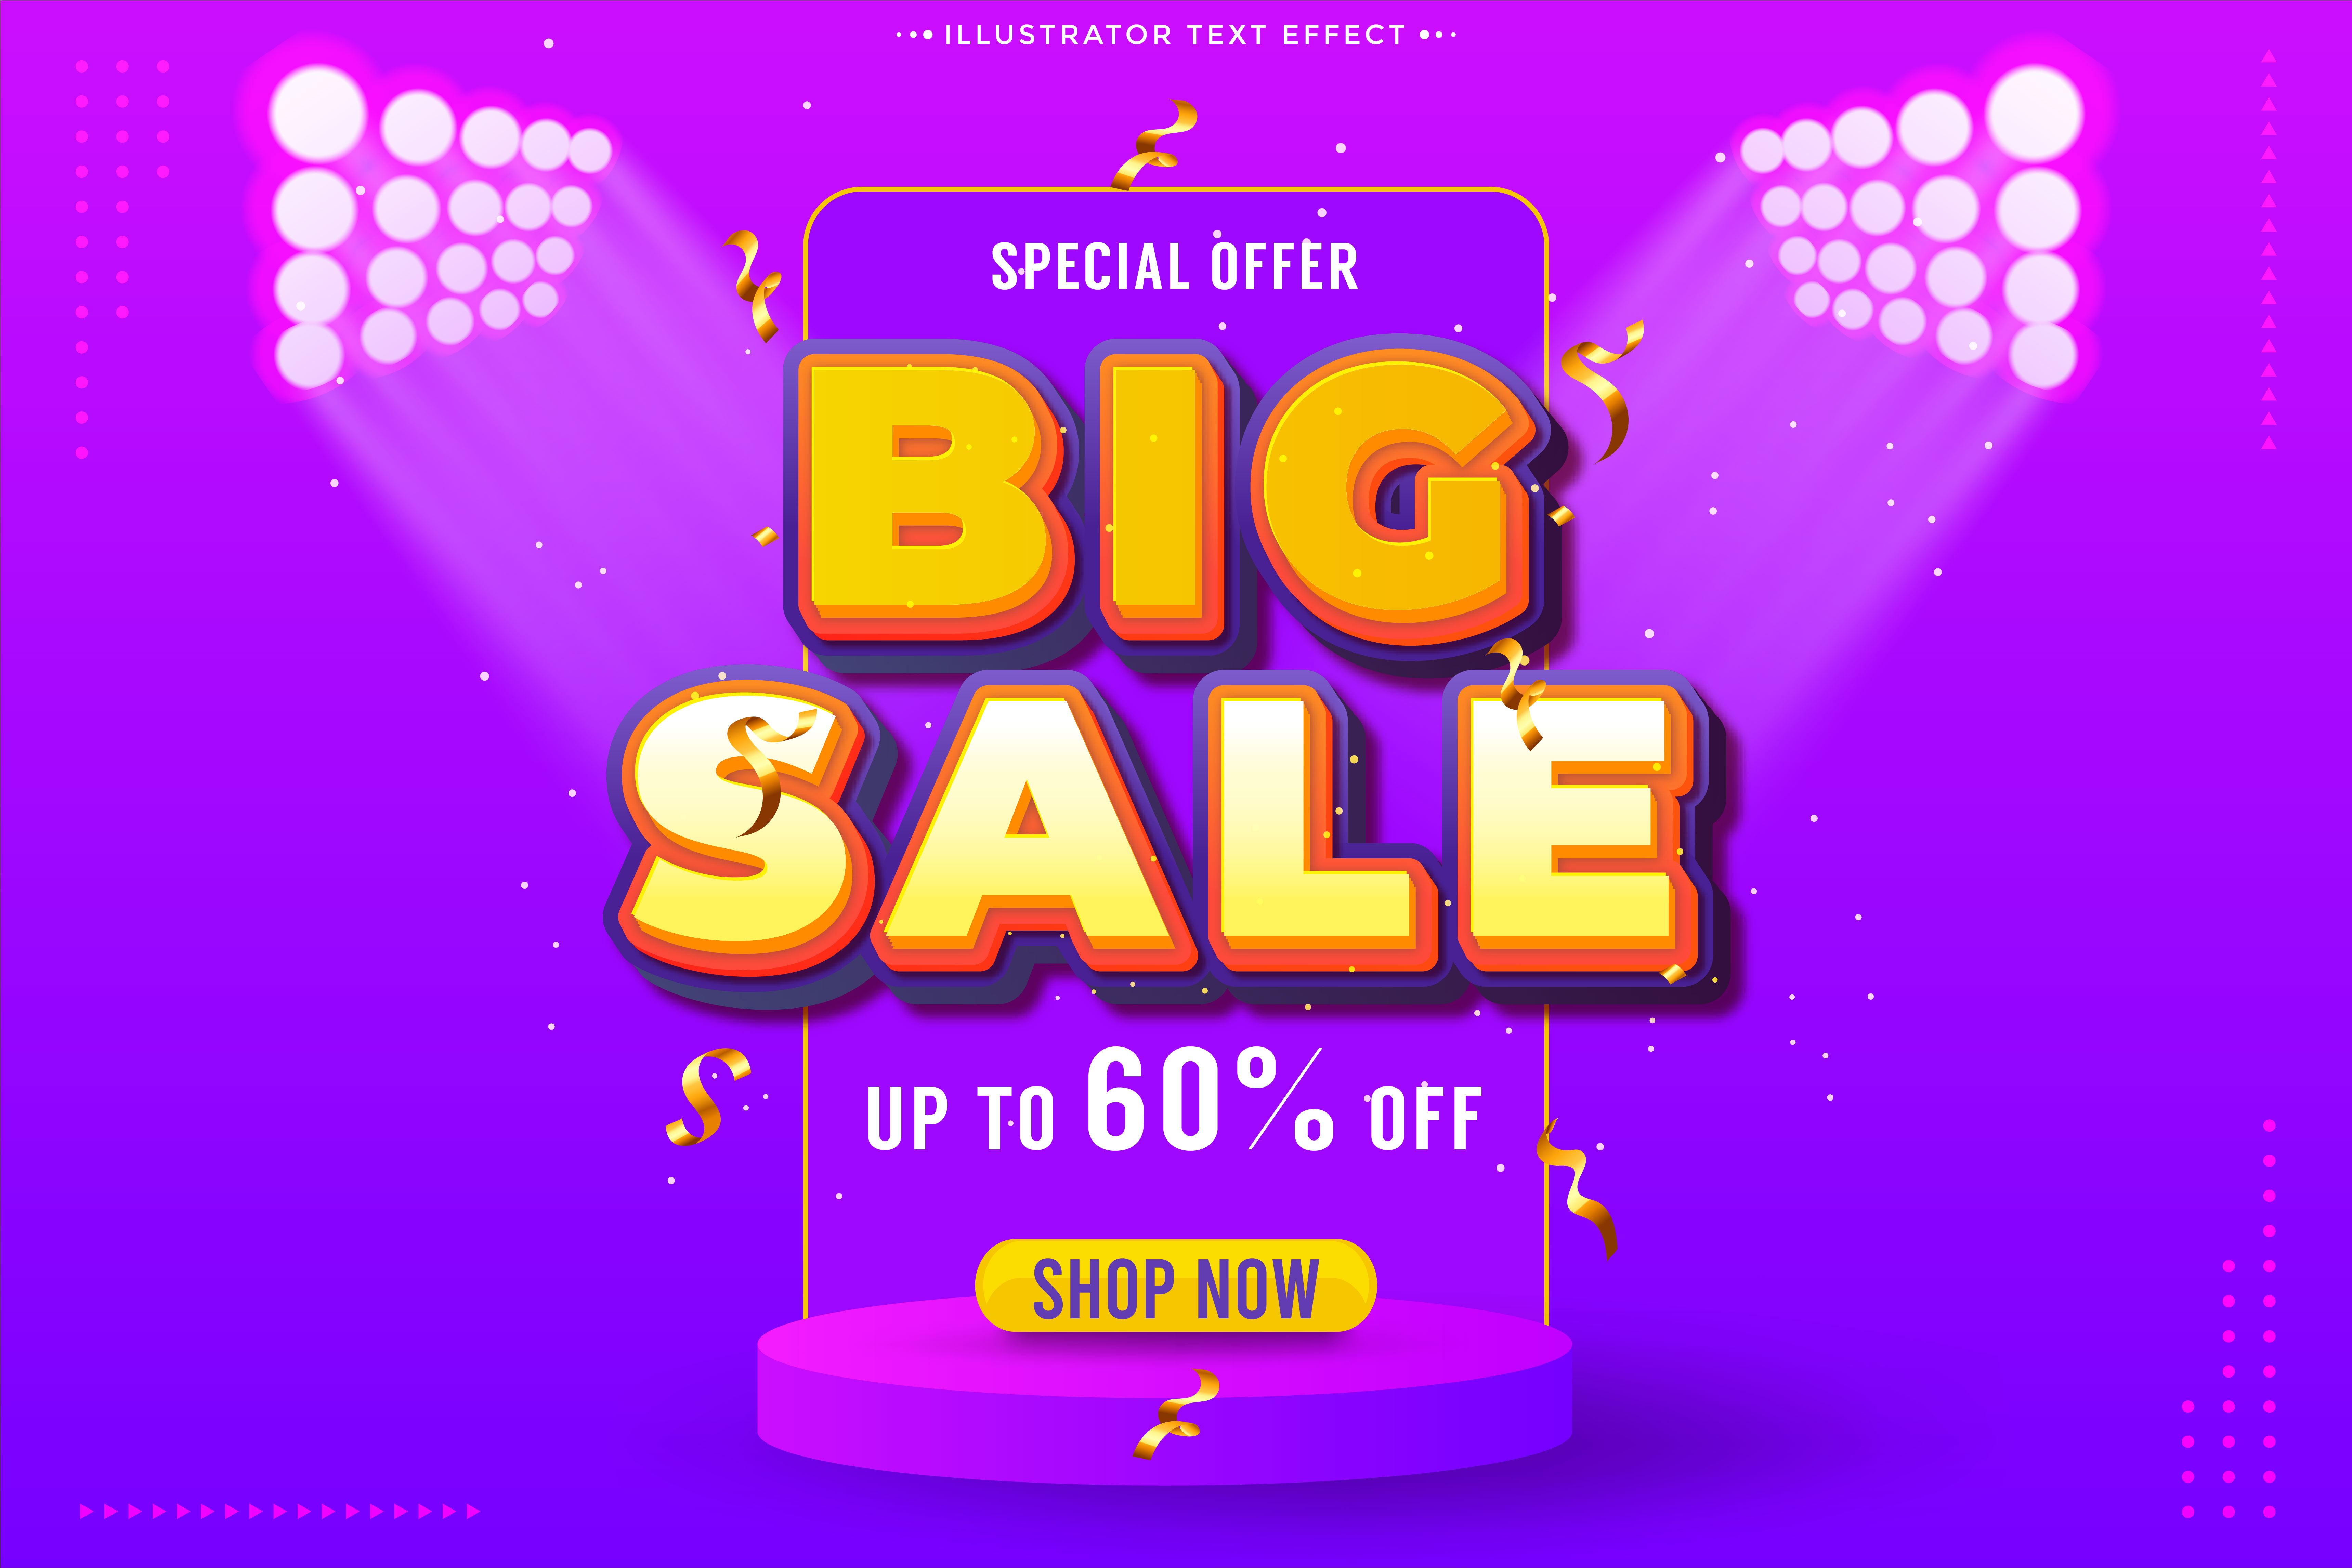 ILLUSTRATOR TEXT EFFECT
SPECIAL OFFER
BIG
SALE
UP TO 60% OFF
SHOP NOW